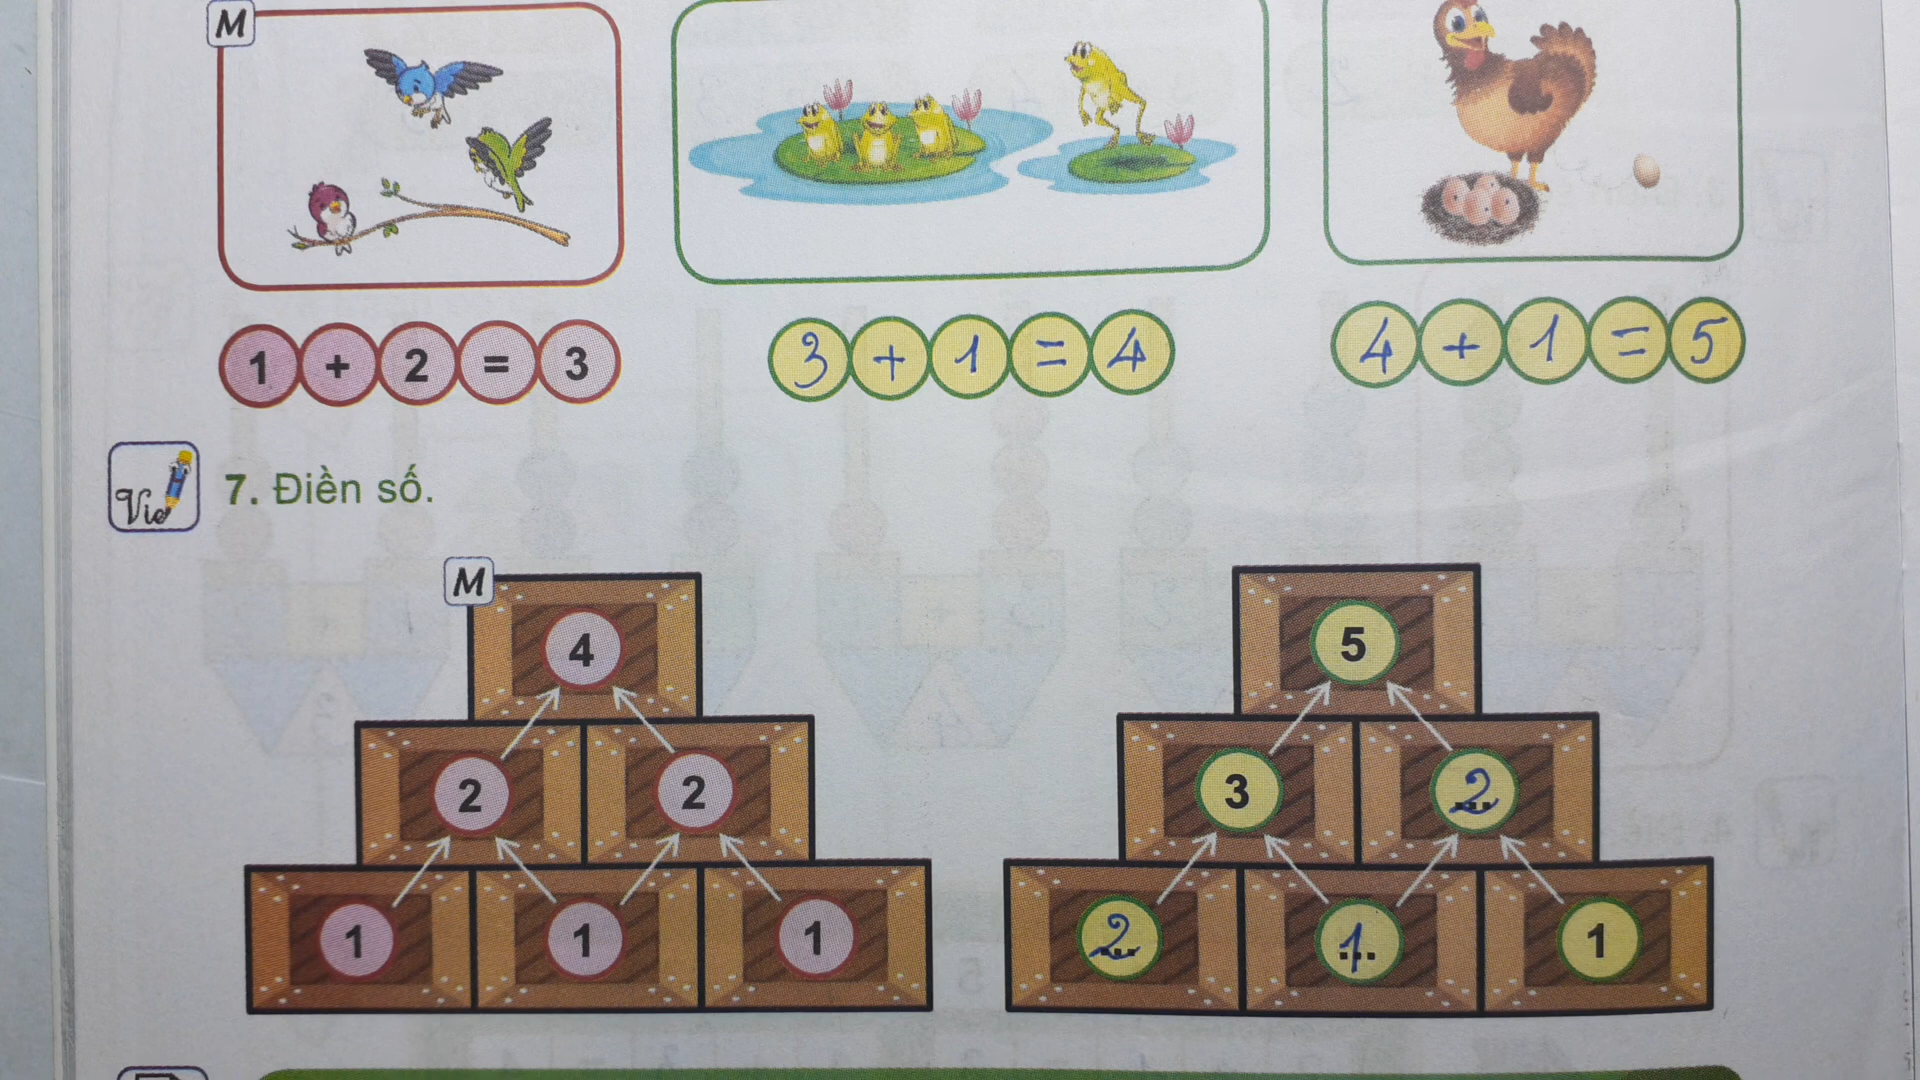 M
1 + 2 = 3
3 + 1 = 4
4 + 1 = 5
Viế
7. Điền số.
M
4
5
2 2
3 2
1 1 1
2 1 1